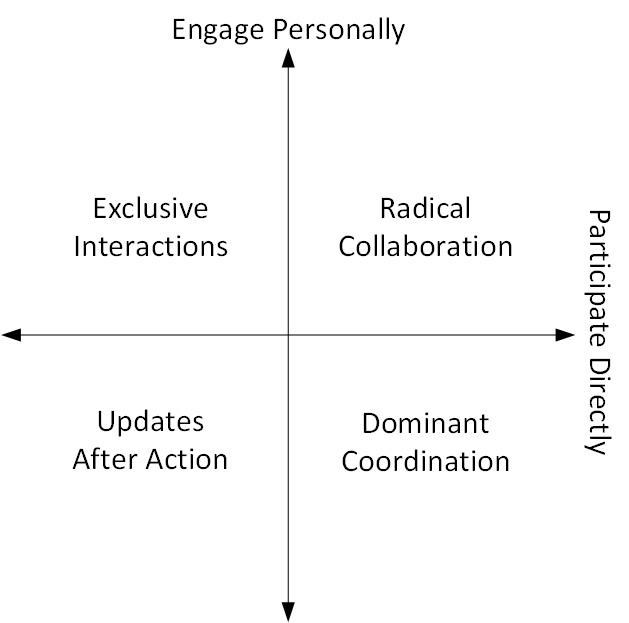 Engage Personally
Exclusive
Interactions
Radical
Collaboration
Participate Directly
Updates
After Action
Dominant
Coordination